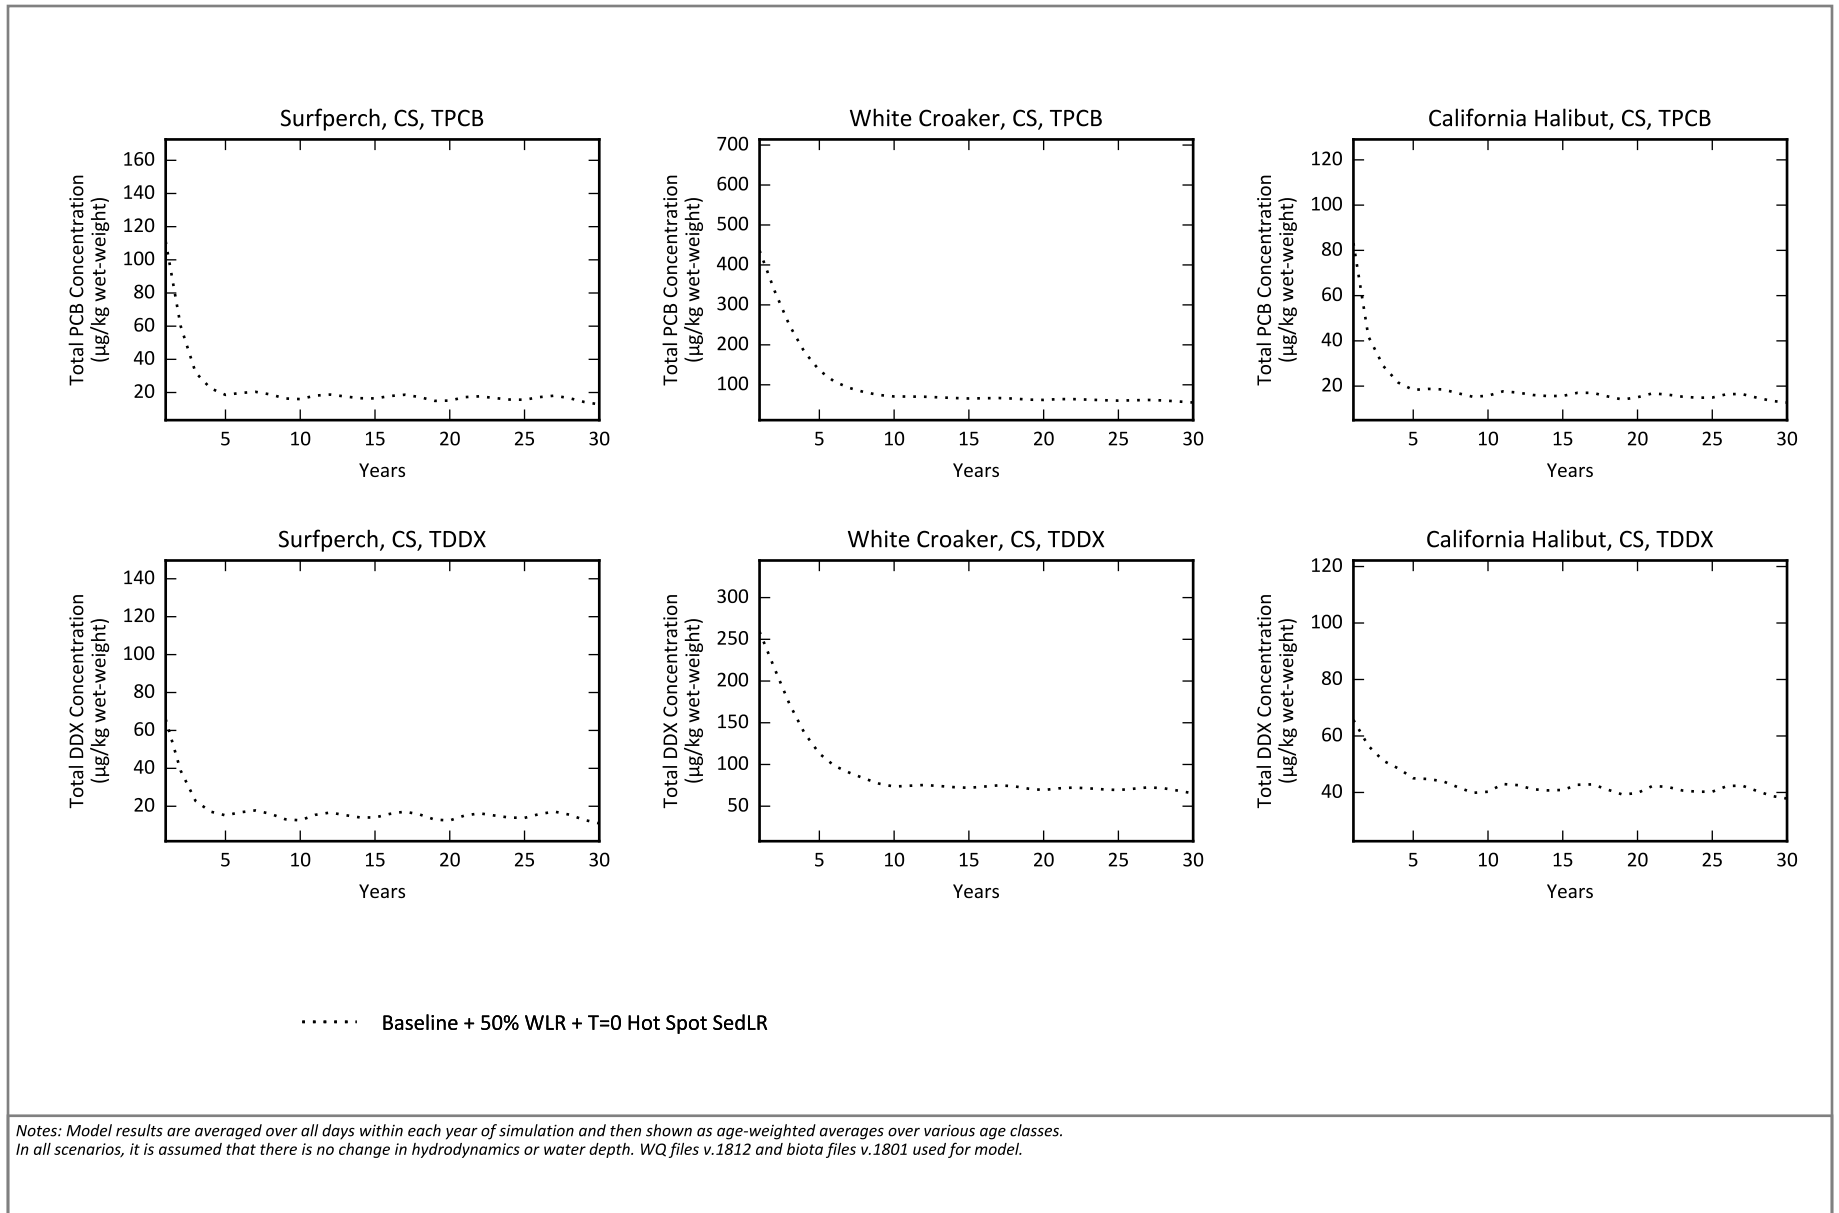 Surfperch, CS, TPCB
Total PCB Concentration
(µg/kg wet-weight)
160
140
120
100
80
60
40
20
5 10 15 20 25 30
Years
White Croaker, CS, TPCB
Total PCB Concentration
(µg/kg wet-weight)
700
600
500
400
300
200
100
5 10 15 20 25 30
Years
California Halibut, CS, TPCB
Total PCB Concentration
(µg/kg wet-weight)
120
100
80
60
40
20
5 10 15 20 25 30
Years
Surfperch, CS, TDDX
Total DDX Concentration
(µg/kg wet-weight)
140
120
100
80
60
40
20
5 10 15 20 25 30
Years
White Croaker, CS, TDDX
Total DDX Concentration
(µg/kg wet-weight)
300
250
200
150
100
50
5 10 15 20 25 30
Years
California Halibut, CS, TDDX
Total DDX Concentration
(µg/kg wet-weight)
120
100
80
60
40
5 10 15 20 25 30
Years
Baseline + 50% WLR + T=0 Hot Spot SedLR
Notes: Model results are averaged over all days within each year of simulation and then shown as age-weighted averages over various age classes.
In all scenarios, it is assumed that there is no change in hydrodynamics or water depth. WQ files v.1812 and biota files v.1801 used for model.